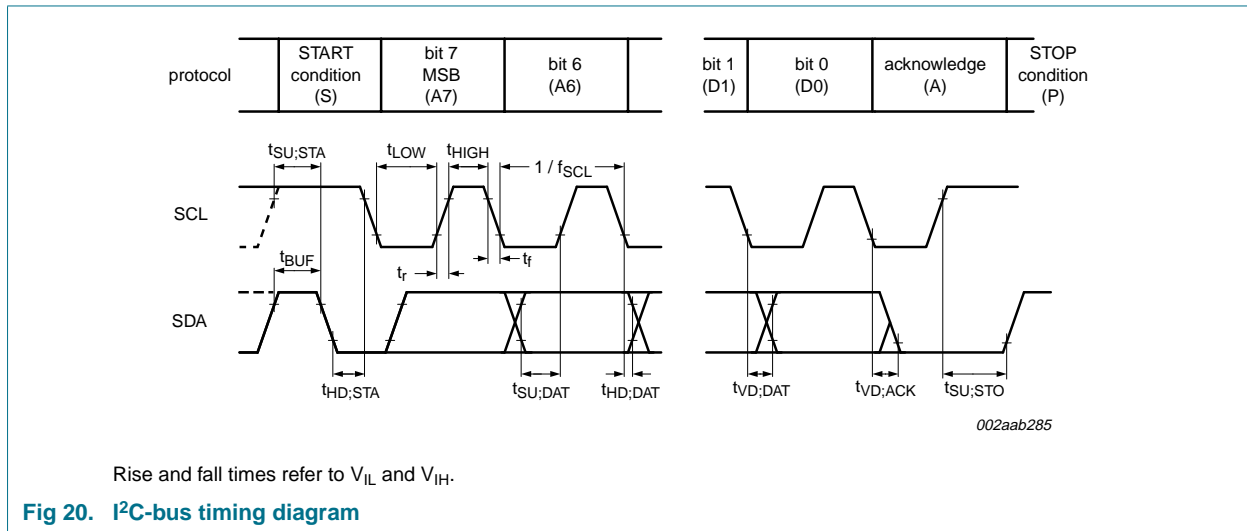 protocol
START
condition
(S)
bit 7
MSB
(A7)
bit 6
(A6)
bit 1
(D1)
bit 0
(D0)
acknowledge
(A)
STOP
condition
(P)
tSU;STA
tLOW
tHIGH
1 / fSCL
SCL
tBUF
tr
tf
SDA
tHD;STA
tSU;DAT
tHD;DAT
tVD;DAT
tVD;ACK
tSU;STO
002aab285
Rise and fall times refer to VIL and VIH.
Fig 20. I²C-bus timing diagram